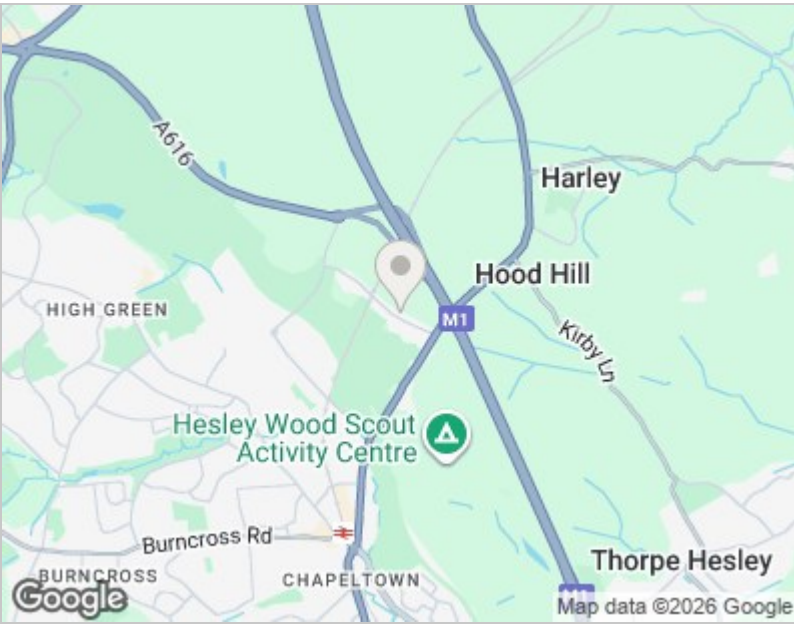 A616
Harley
Hood Hill
HIGH GREEN
M1
Kirby Ln
Hesley Wood Scout
Activity Centre
Burncross Rd
Thorpe Hesley
BURNCROSS
CHAPELTOWN
M1
Google
Map data ©2026 Google